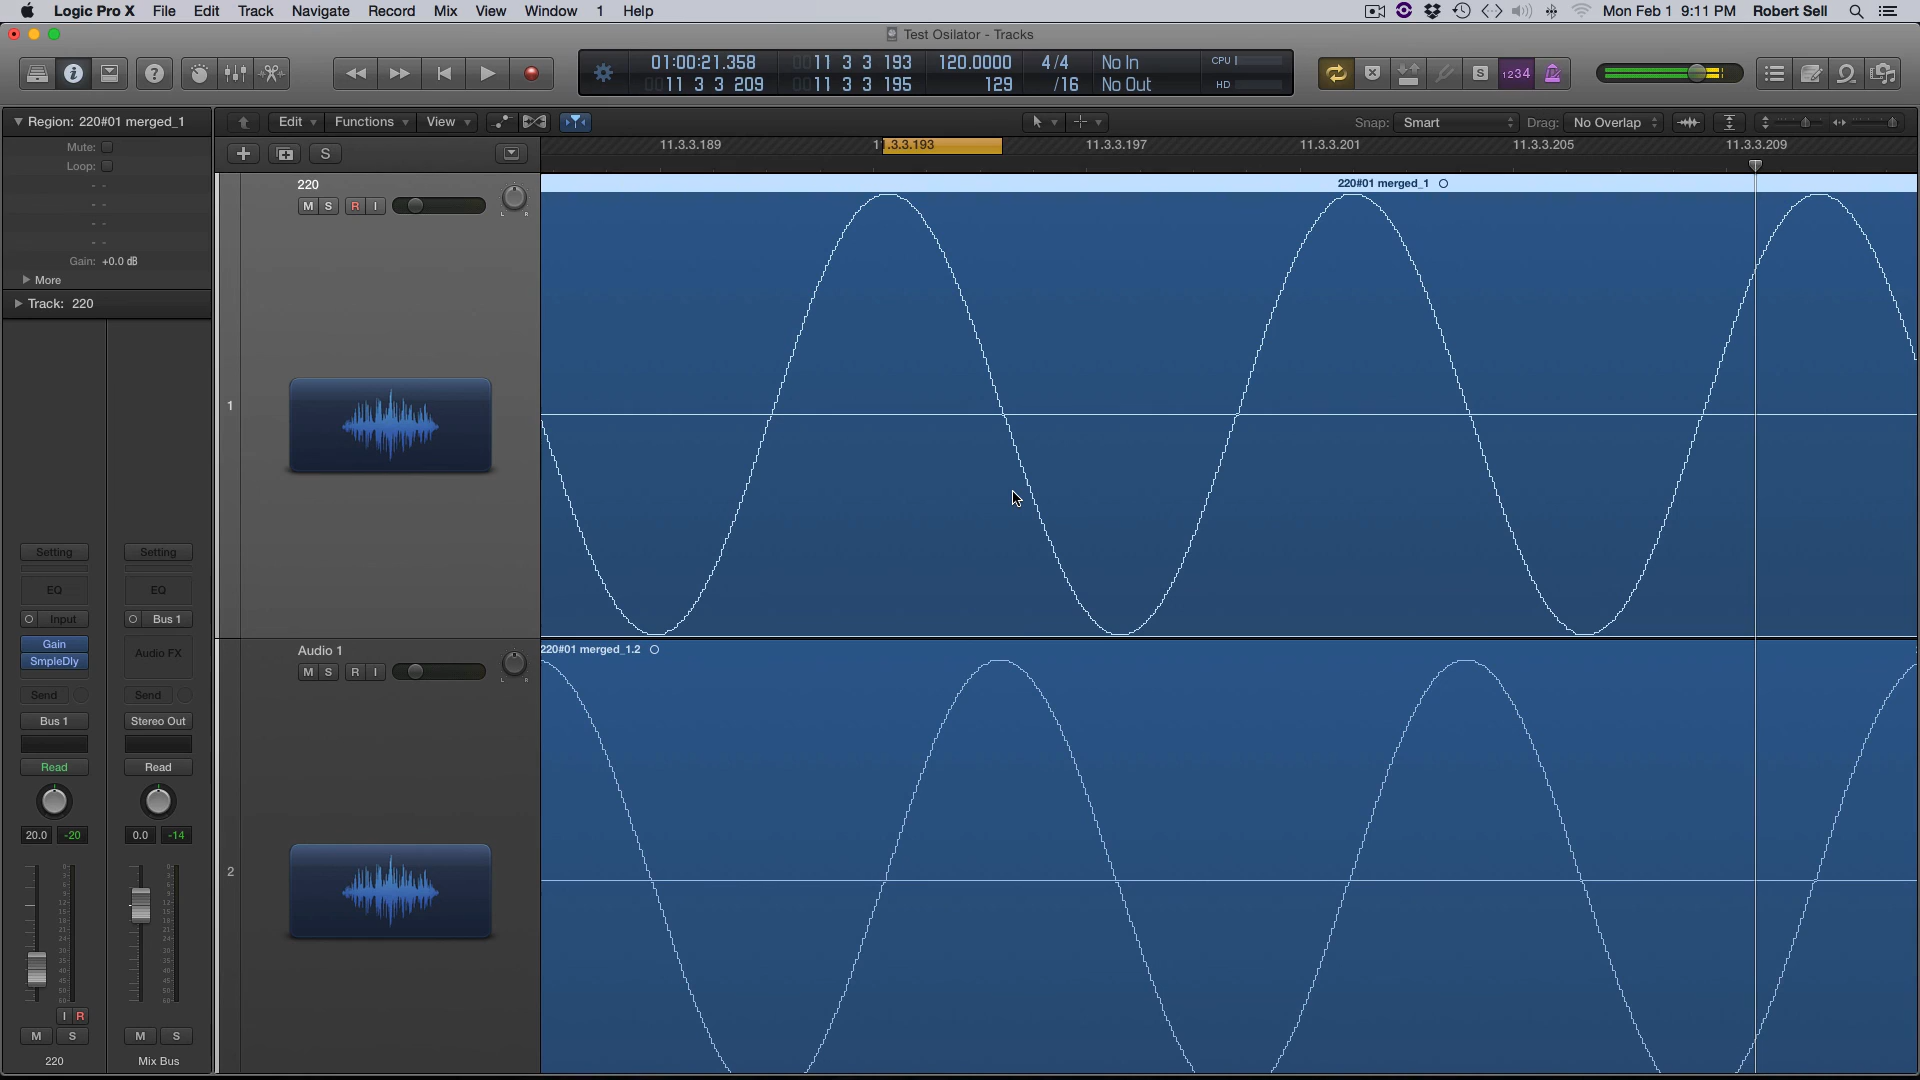 Logic Pro X File Edit Track Navigate Record Mix View Window 1 Help Mon Feb 1 9:11 PM Robert Sell
Test Osilator - Tracks
01:00:21.358 0011 3 3 193 120.0000 4/4 No In CPU
0011 3 3 209 0011 3 3 195 129 /16 No Out HD
? S 1234
Region: 220#01 merged_1
Edit Functions View Snap: Smart Drag: No Overlap
Mute:
Loop:
- -
- -
- -
- -
Gain: +0.0 dB
More
Track: 220
S
11.3.3.189 11.3.3.193 11.3.3.197 11.3.3.201 11.3.3.205 11.3.3.209
220
220#01 merged_1
M S R I
L R
1
Audio 1
220#01 merged_1.2
M S R I
L R
2
Setting Setting
EQ EQ
Input Bus 1
Gain
SmpleDly
Audio FX
Send Send
Bus 1 Stereo Out
Read Read
20.0 -20 0.0 -14
I R
M S M S
220 Mix Bus